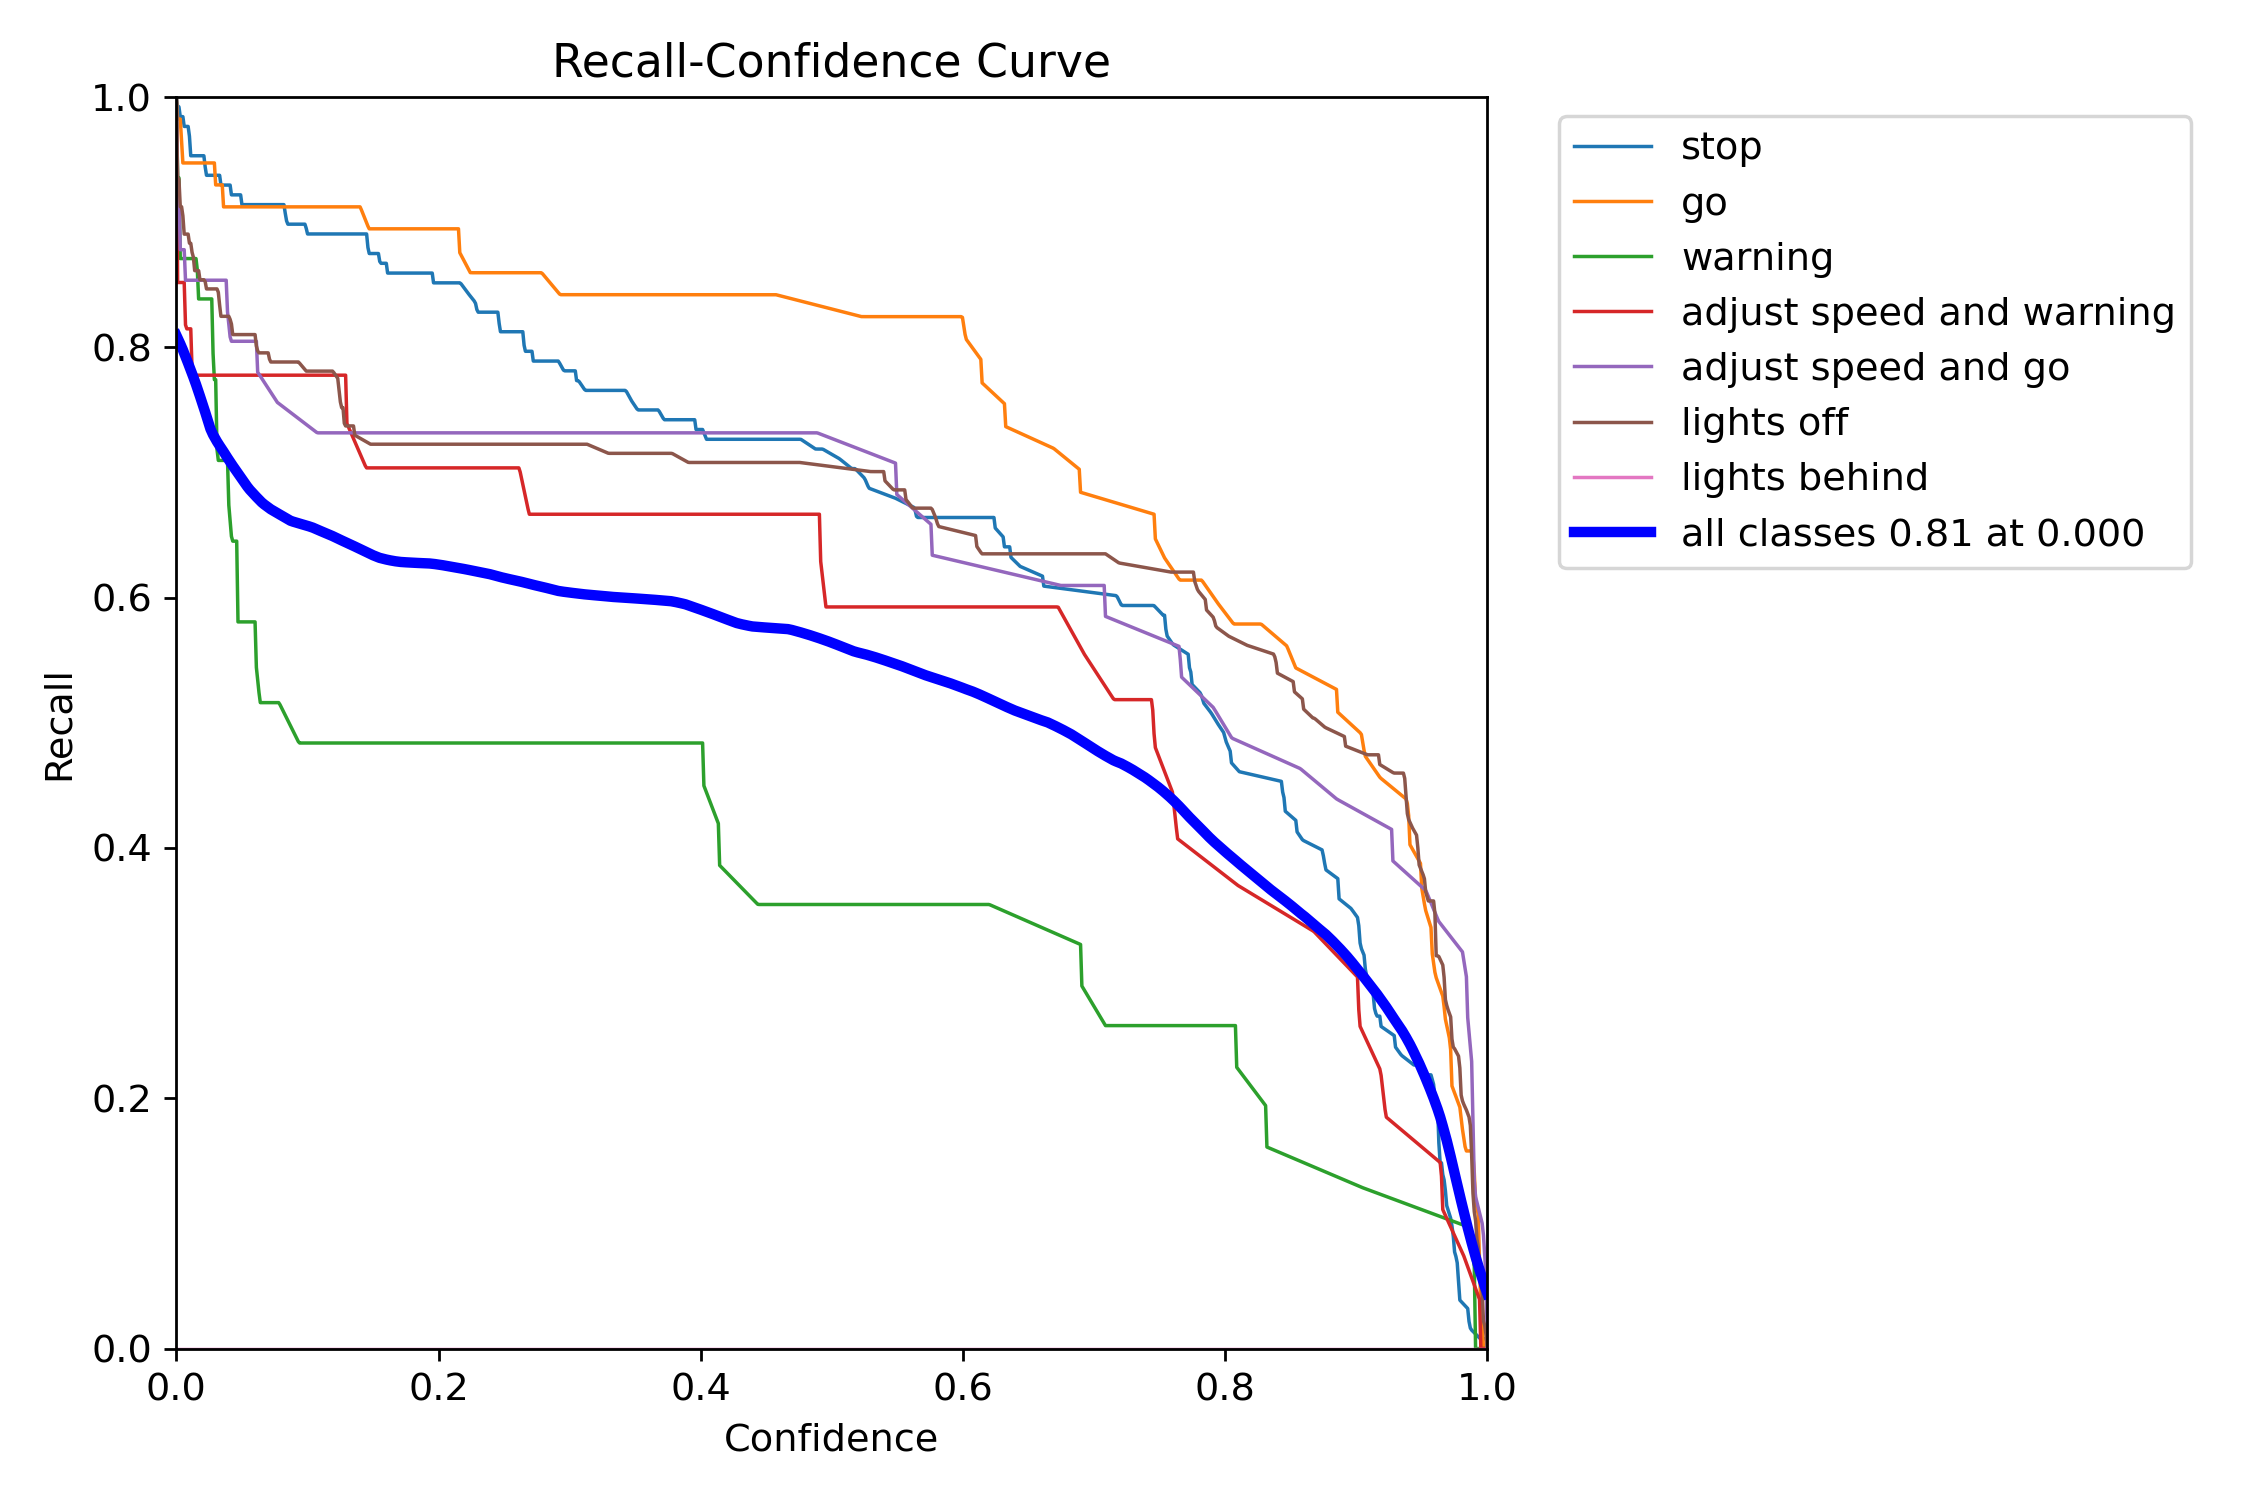 Recall-Confidence Curve
1.0
0.8
0.6
0.4
0.2
0.0
Recall
0.0 0.2 0.4 0.6 0.8 1.0
Confidence
stop
go
warning
adjust speed and warning
adjust speed and go
lights off
lights behind
all classes 0.81 at 0.000